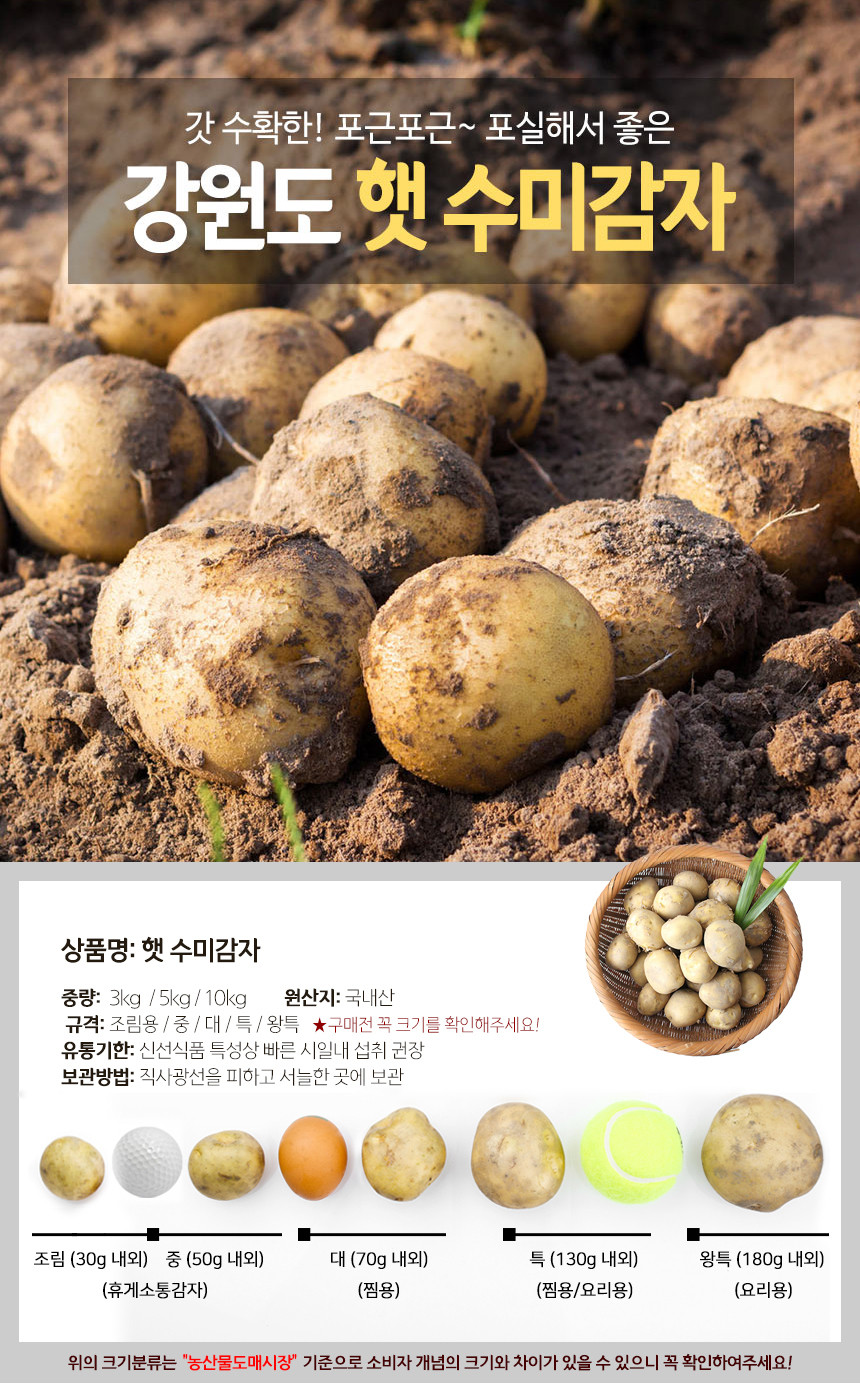 갓 수확한! 포근포근~ 포실해서 좋은
강원도 햇 수미감자
상품명: 햇 수미감자
중량: 3kg / 5kg / 10kg 원산지: 국내산
규격: 조림용 / 중 / 대 / 특 / 왕특 ★구매전 꼭 크기를 확인해주세요!
유통기한: 신선식품 특성상 빠른 시일내 섭취 권장
보관방법: 직사광선을 피하고 서늘한 곳에 보관
조림 (30g 내외) 중 (50g 내외) 대 (70g 내외) 특 (130g 내외) 왕특 (180g 내외)
(휴게소통감자) (찜용) (찜용/요리용) (요리용)
위의 크기분류는 "농산물도매시장" 기준으로 소비자 개념의 크기와 차이가 있을 수 있으니 꼭 확인하여주세요!